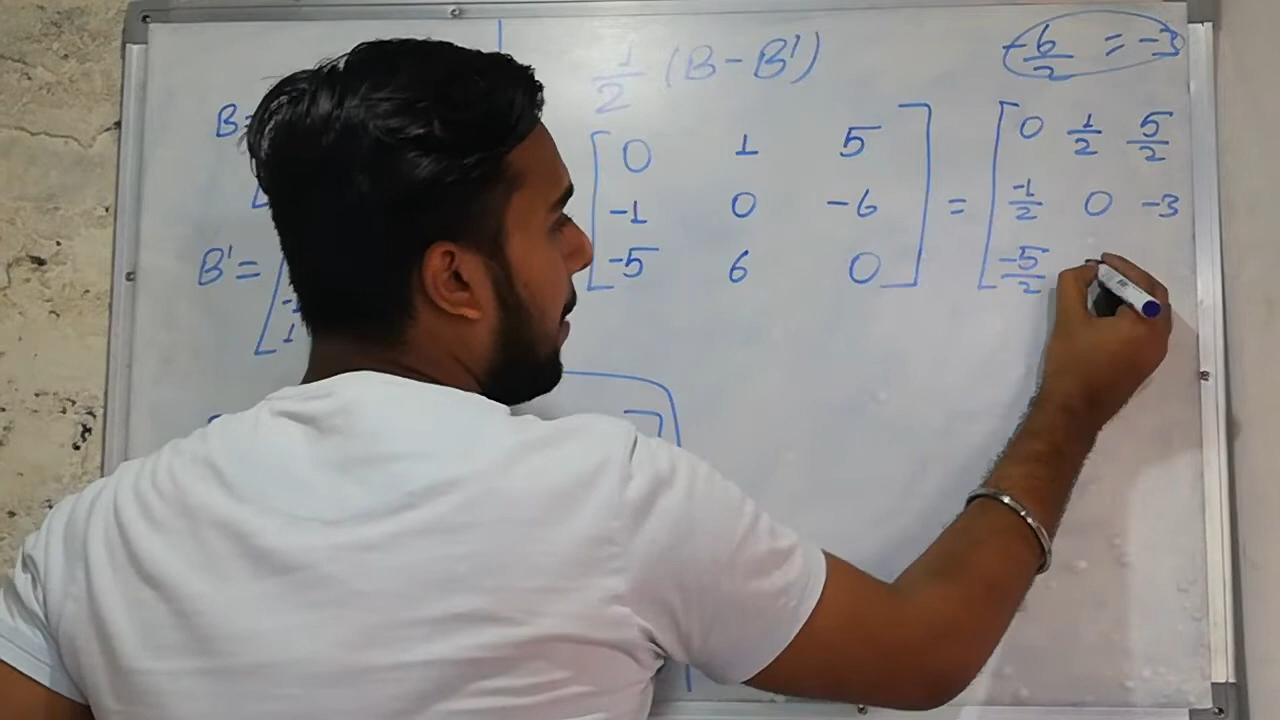 1/2 (B - B')
-6/2 = -3
B=
[0 1 5
-1 0 -6
-5 6 0] = [0 1/2 5/2
-1/2 0 -3
-5/2
B' = [
1